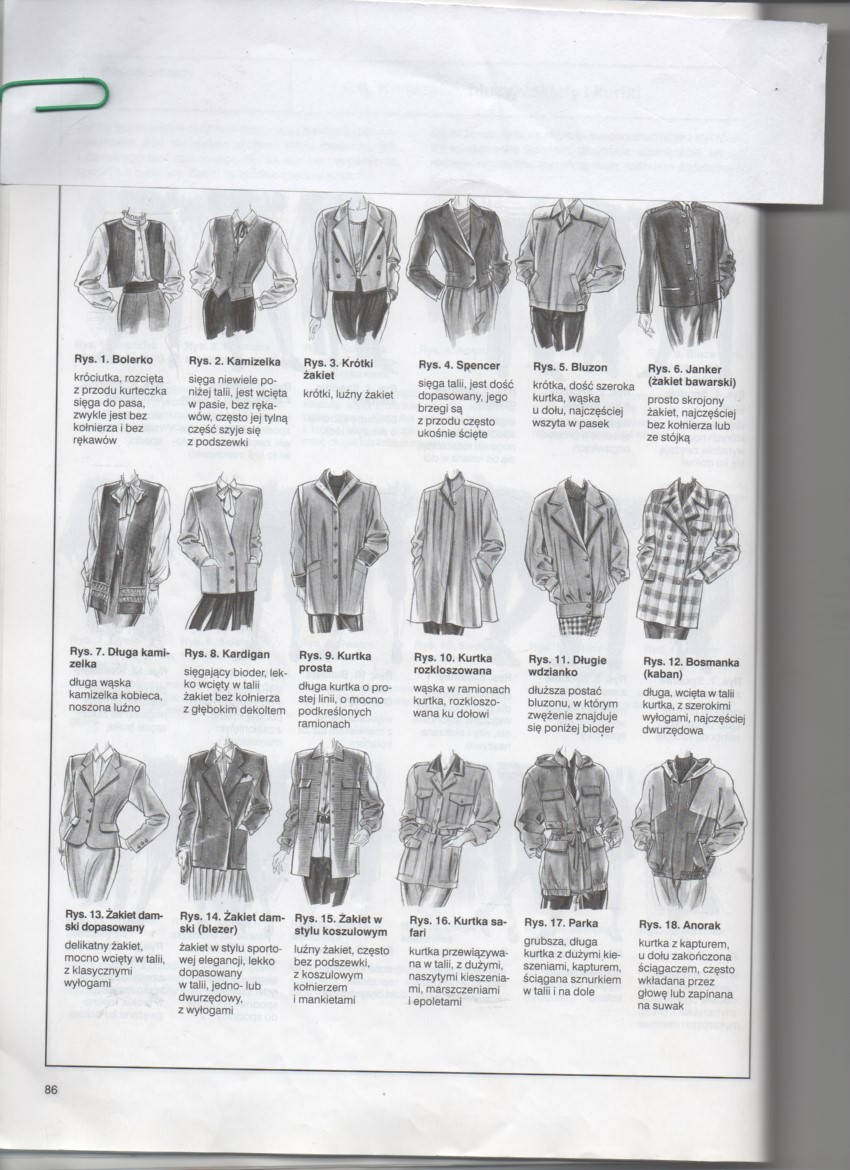 Rys. 1. Bolerko
króciutka, rozcięta
z przodu kurteczka
sięga do pasa,
zwykle jest bez
kołnierza i bez
rękawów
Rys. 2. Kamizelka
sięga niewiele po-
niżej talii, jest wcięta
w pasie, bez ręka-
wów, często jej tylną
część szyje się
z podszewki
Rys. 3. Krótki
żakiet
krótki, luźny żakiet
Rys. 4. Spencer
sięga talii, jest dość
dopasowany, jego
brzegi są
z przodu często
ukośnie ścięte
Rys. 5. Bluzon
krótka, dość szeroka
kurtka, wąska
u dołu, najczęściej
wszyta w pasek
Rys. 6. Janker
(żakiet bawarski)
prosto skrojony
żakiet, najczęściej
bez kołnierza lub
ze stójką
Rys. 7. Długa kami-
zelka
długa wąska
kamizelka kobieca,
noszona luźno
Rys. 8. Kardigan
sięgający bioder, lek-
ko wcięty w talii
żakiet bez kołnierza
z głębokim dekoltem
Rys. 9. Kurtka
prosta
długa kurtka o pro-
stej linii, o mocno
podkreślonych
ramionach
Rys. 10. Kurtka
rozkloszowana
wąska w ramionach
kurtka, rozkloszo-
wana ku dołowi
Rys. 11. Długie
wdzianko
dłuższa postać
bluzonu, w którym
zwężenie znajduje
się poniżej bioder
Rys. 12. Bosmanka
(kaban)
długa, wcięta w talii
kurtka, z szerokimi
wyłogami, najczęściej
dwurzędowa
Rys. 13. Żakiet dam-
ski dopasowany
delikatny żakiet,
mocno wcięty w talii,
z klasycznymi
wyłogami
Rys. 14. Żakiet dam-
ski (blezer)
żakiet w stylu sporto-
wej elegancji, lekko
dopasowany
w talii, jedno- lub
dwurzędowy,
z wyłogami
Rys. 15. Żakiet w
stylu koszulowym
luźny żakiet, często
bez podszewki,
z koszulowym
kołnierzem
i mankietami
Rys. 16. Kurtka sa-
fari
kurtka przewiązywa-
na w talii, z dużymi,
naszytymi kieszenia-
mi, marszczeniami
i epoletami
Rys. 17. Parka
grubsza, długa
kurtka z dużymi kie-
szeniami, kapturem,
ściągana sznurkiem
w talii i na dole
Rys. 18. Anorak
kurtka z kapturem,
u dołu zakończona
ściągaczem, często
wkładana przez
głowę lub zapinana
na suwak
86